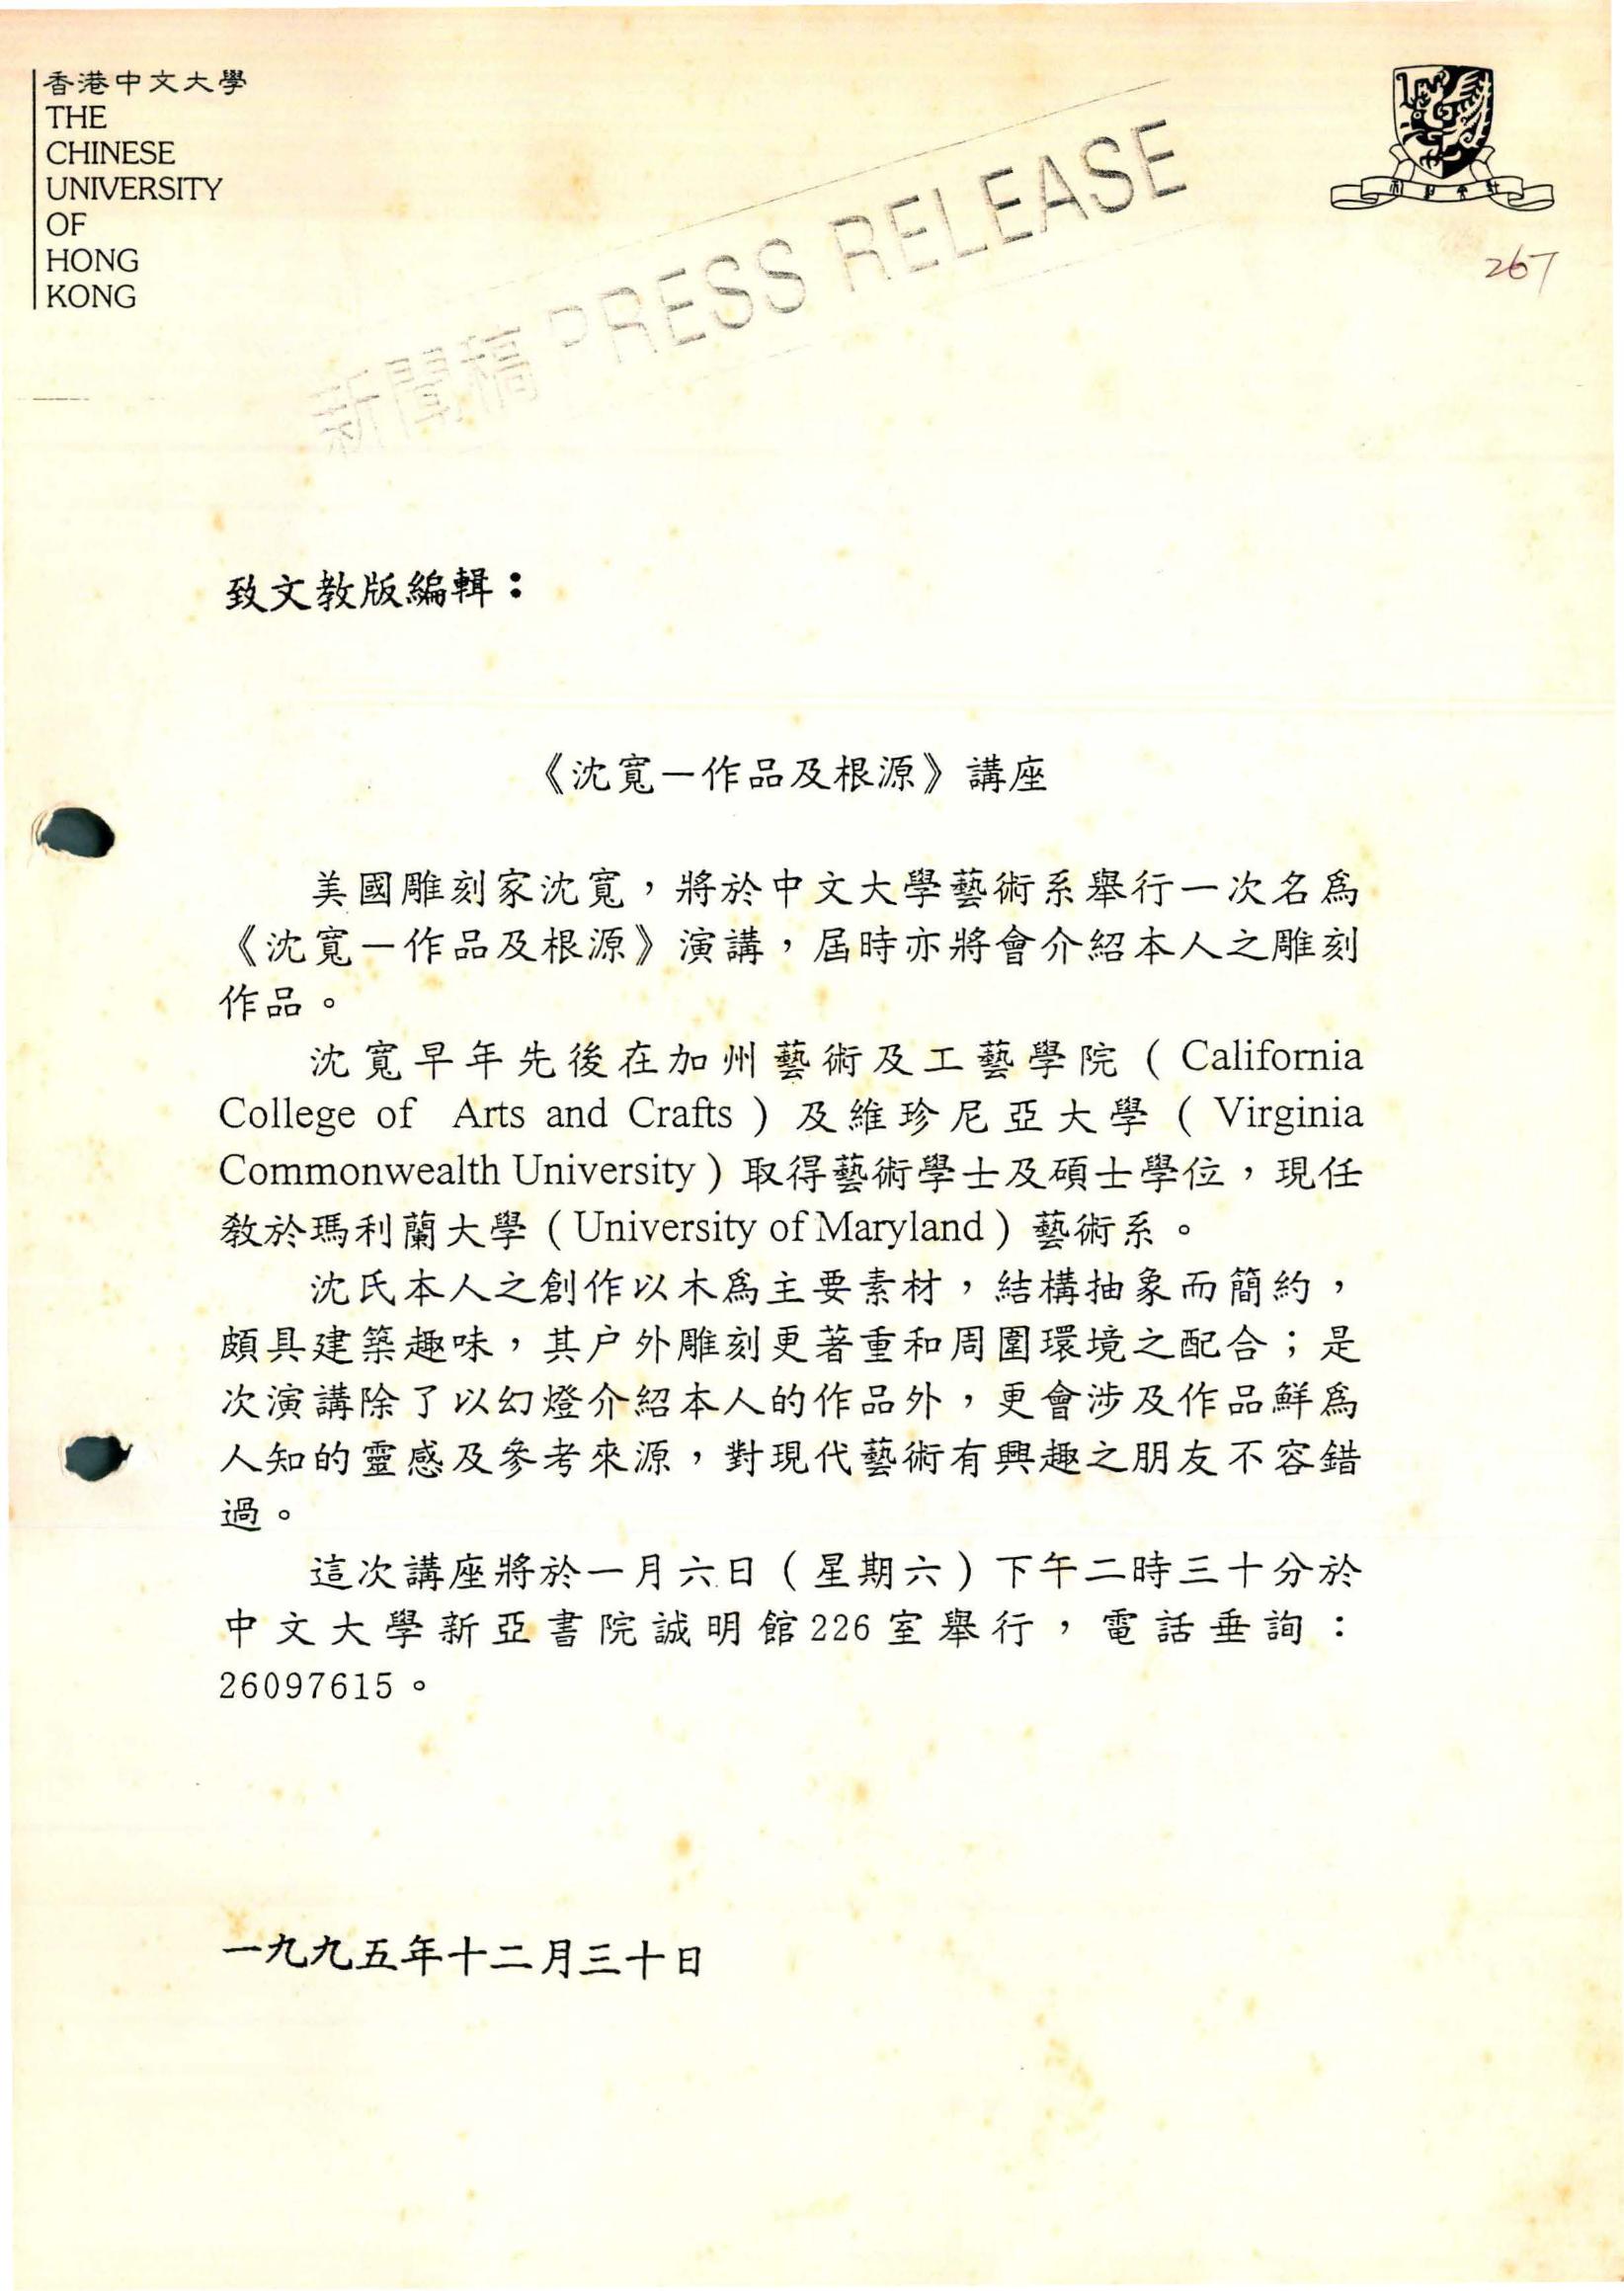 香港中文大學
THE
CHINESE
UNIVERSITY
OF
HONG
KONG
新聞稿 PRESS RELEASE
267
致文教版編輯：
《沈寬－作品及根源》講座
美國雕刻家沈寬，將於中文大學藝術系舉行一次名爲
《沈寬－作品及根源》演講，屆時亦將會介紹本人之雕刻
作品。
沈寬早年先後在加州藝術及工藝學院（California
College of Arts and Crafts）及維珍尼亞大學（Virginia
Commonwealth University）取得藝術學士及碩士學位，現任
教於瑪利蘭大學（University of Maryland）藝術系。
沈氏本人之創作以木爲主要素材，結構抽象而簡約，
頗具建築趣味，其户外雕刻更著重和周圍環境之配合；是
次演講除了以幻燈介紹本人的作品外，更會涉及作品鮮爲
人知的靈感及參考來源，對現代藝術有興趣之朋友不容錯
過。
這次講座將於一月六日（星期六）下午二時三十分於
中文大學新亞書院誠明館226室舉行，電話垂詢：
26097615。
一九九五年十二月三十日